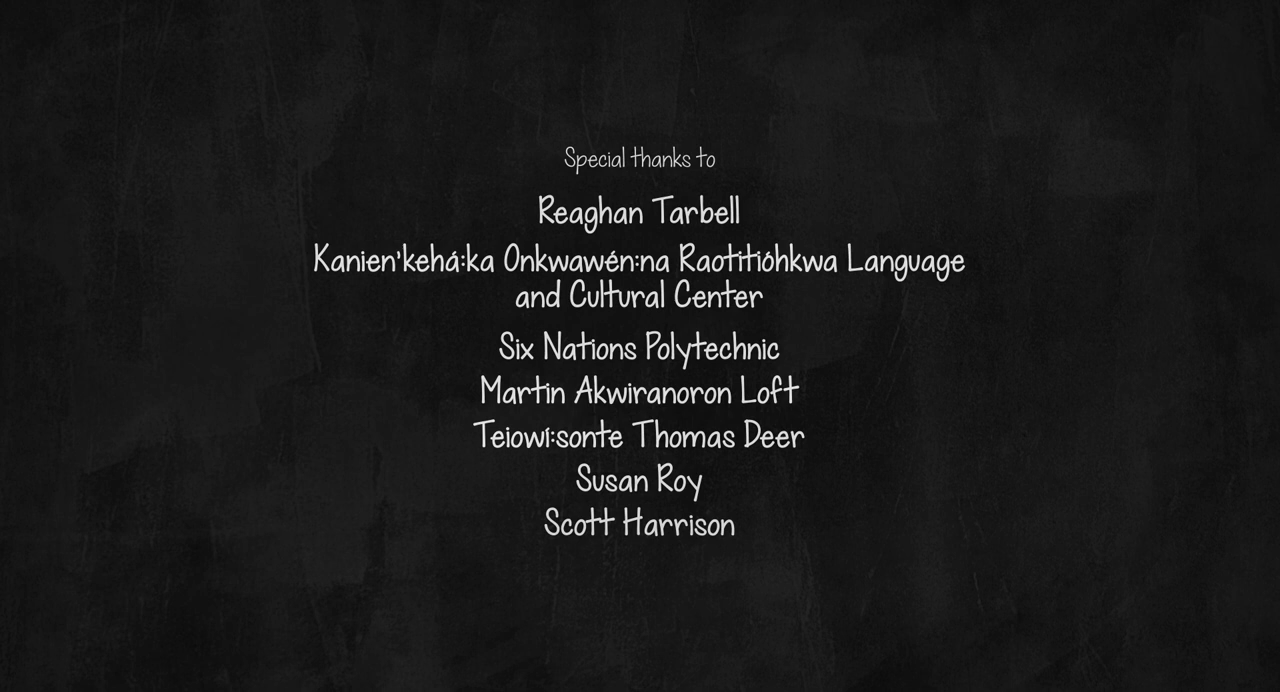 Special thanks to
Reaghan Tarbell
Kanien'kehá:ka Onkwawén:na Raotitióhkwa Language
and Cultural Center
Six Nations Polytechnic
Martin Akwiranoron Loft
Teiowí:sonte Thomas Deer
Susan Roy
Scott Harrison